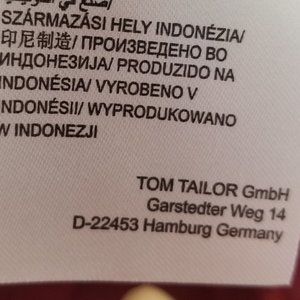 SZÁRMAZÁSI HELY INDONÉZIA/
印尼制造/ ПРОИЗВЕДЕНО ВО
ИНДОНЕЗИЈА/ PRODUZIDO NA
INDONÉSIA/ VYROBENO V
INDONÉSII/ WYPRODUKOWANO
W INDONEZJI
TOM TAILOR GmbH
Garstedter Weg 14
D-22453 Hamburg Germany